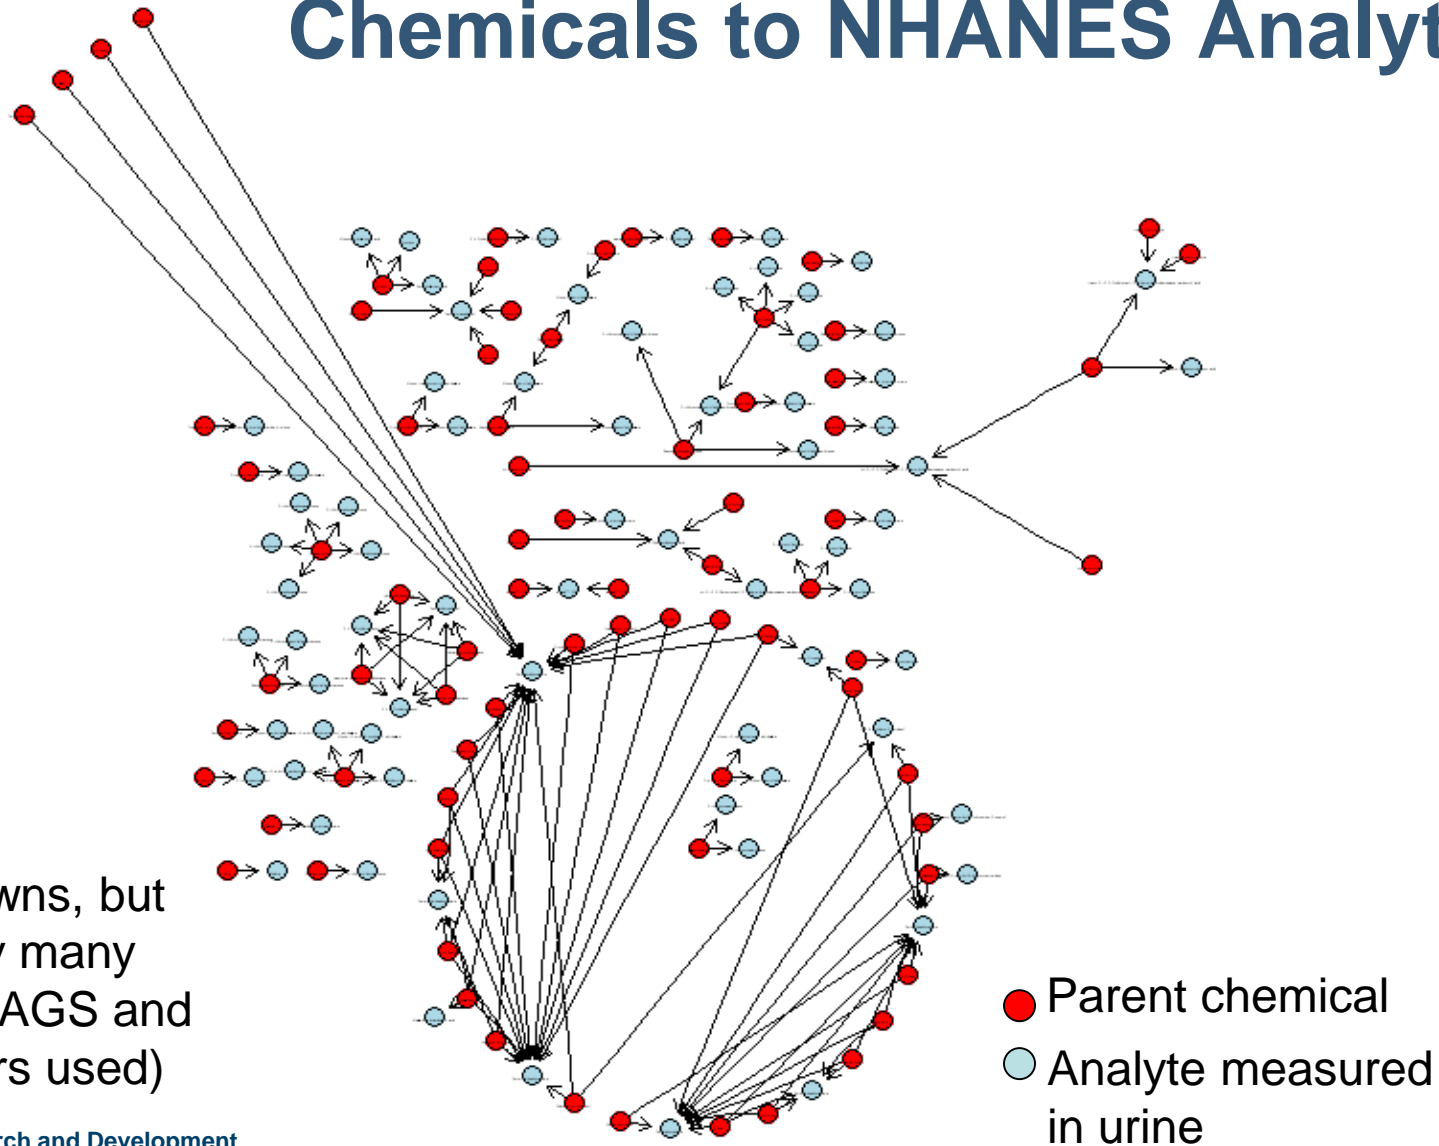 Chemicals to NHANES Analyt
wns, but
y many
AGS and
rs used)
Parent chemical
Analyte measured
in urine
rch and Development